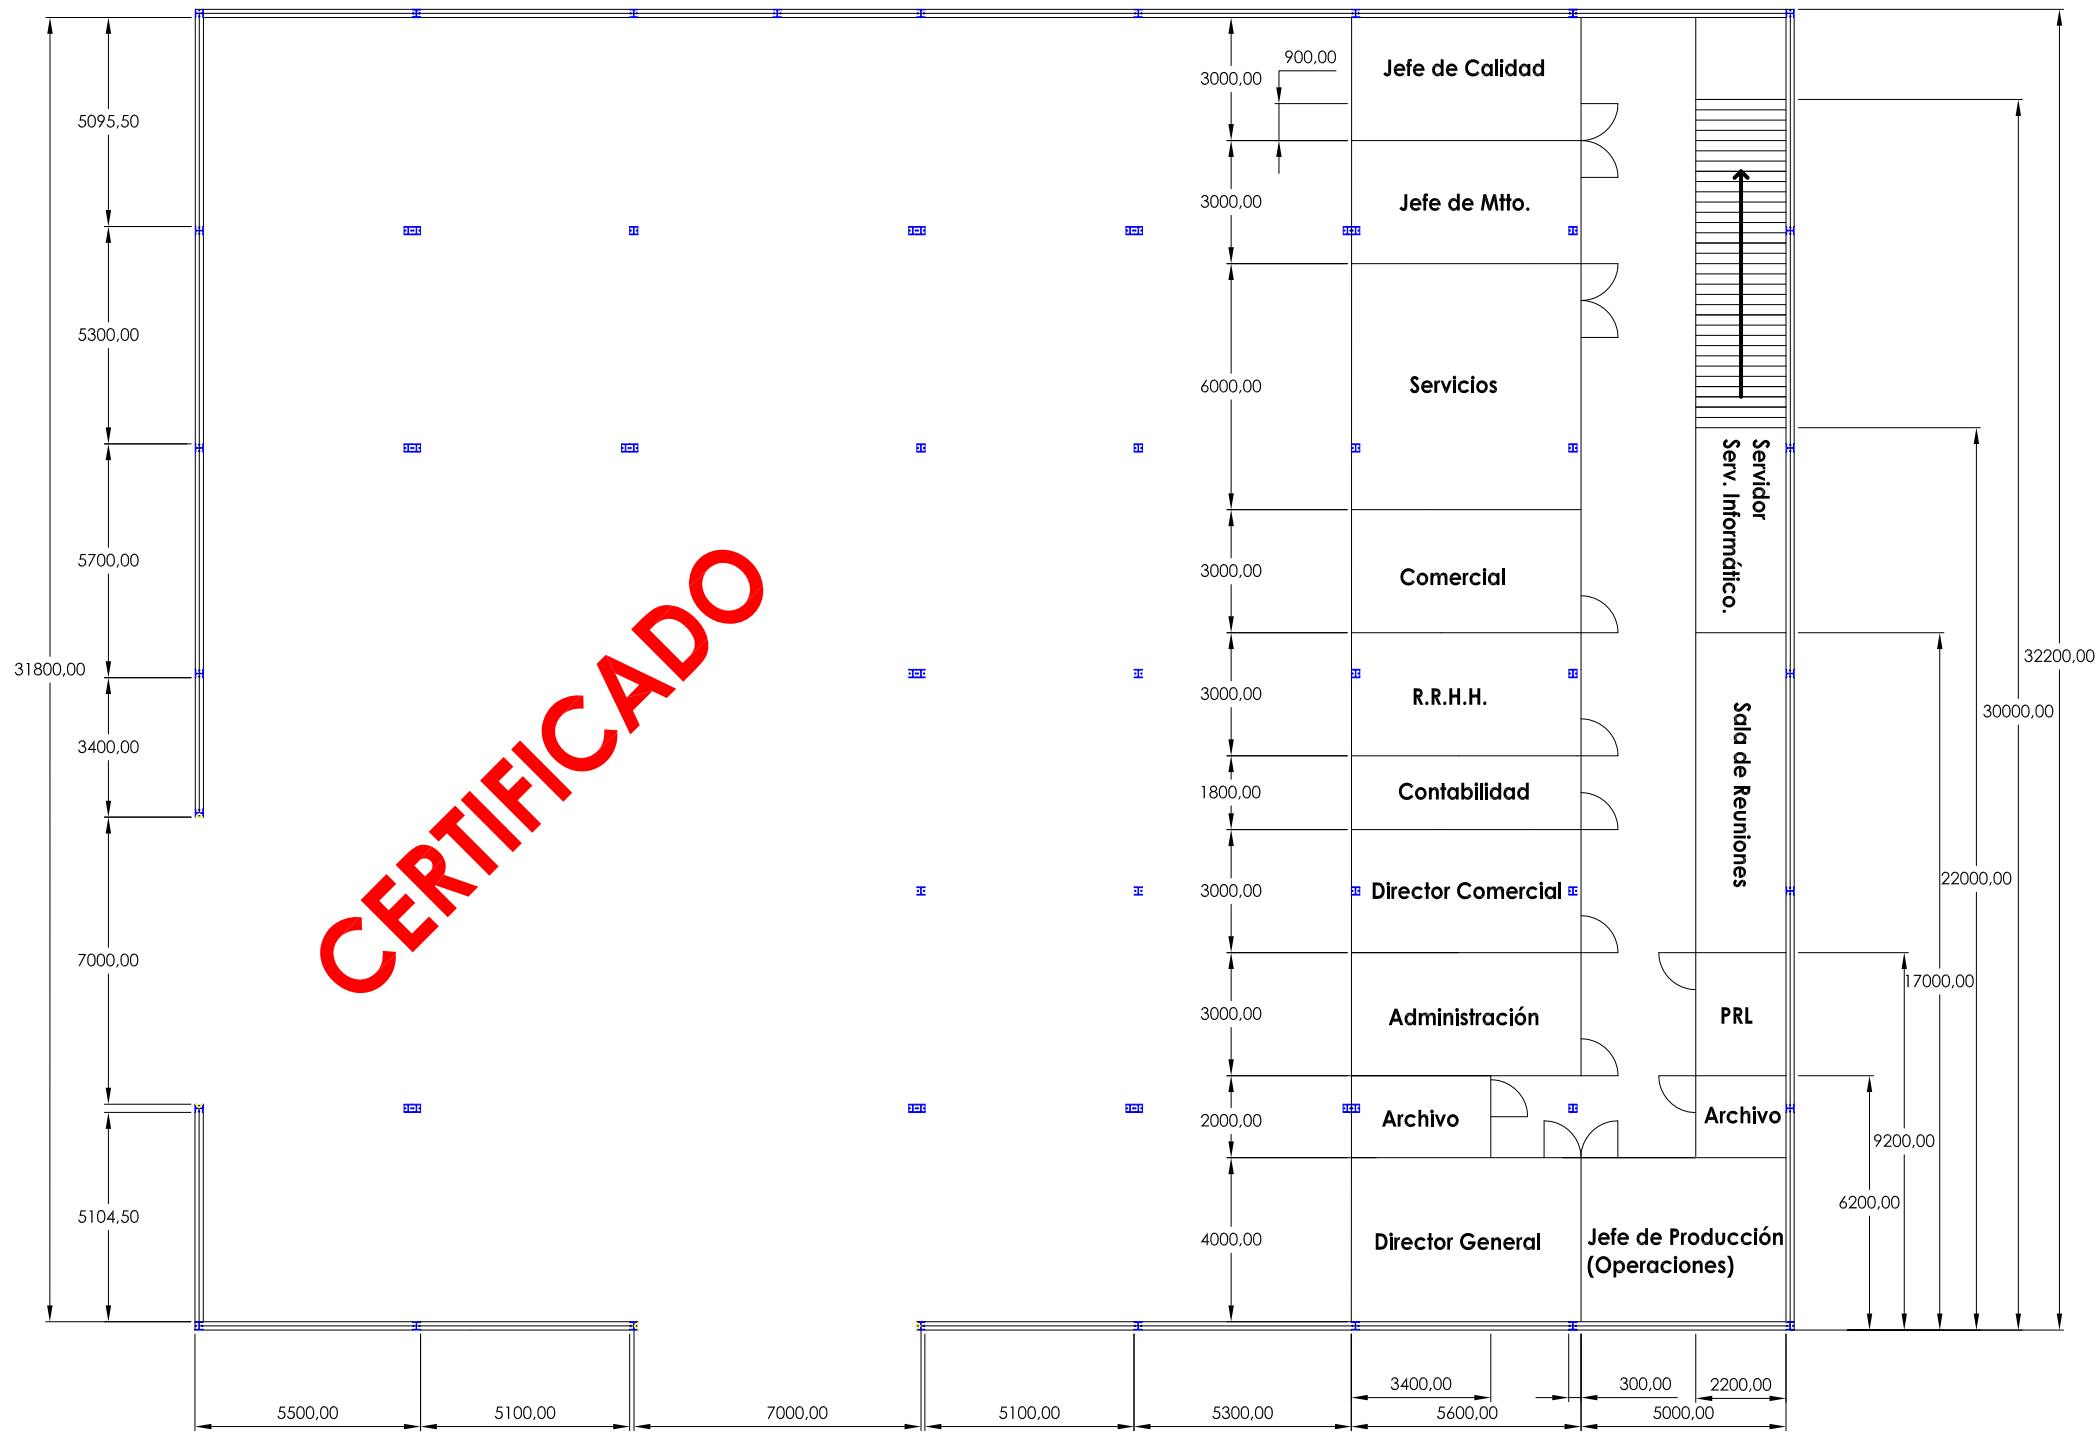 900,00
3000,00
Jefe de Calidad
5095,50
3000,00
Jefe de Mtto.
5300,00
6000,00
Servicios
Servidor
Serv. Informático.
5700,00
3000,00
Comercial
CERTIFICADO
31800,00
32200,00
3000,00
R.R.H.H.
Sala de Reuniones
30000,00
3400,00
1800,00
Contabilidad
3000,00
Director Comercial
22000,00
7000,00
17000,00
3000,00
Administración
PRL
2000,00
Archivo
Archivo
9200,00
6200,00
5104,50
4000,00
Director General
Jefe de Producción
(Operaciones)
3400,00
300,00
2200,00
5500,00
5100,00
7000,00
5100,00
5300,00
5600,00
5000,00